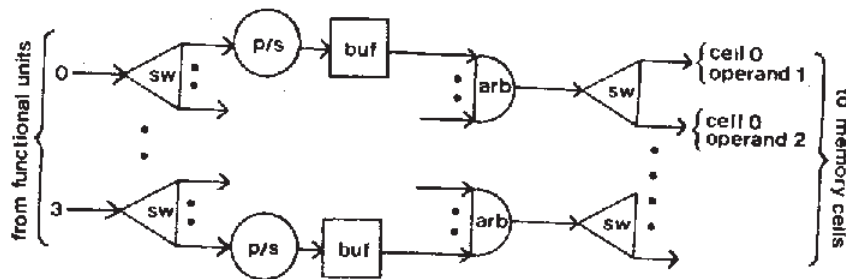 from functional units
0
sw
p/s
buf
arb
sw
cell 0
operand 1
cell 0
operand 2
to memory cells
3
sw
p/s
buf
arb
sw